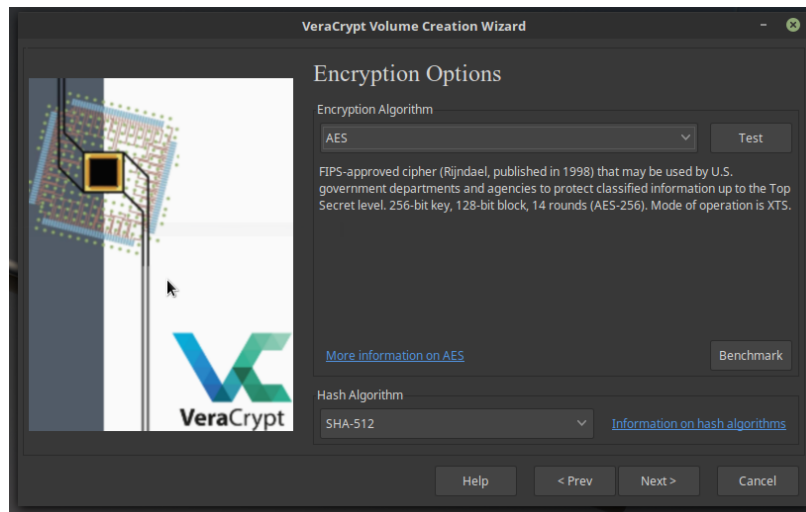 VeraCrypt Volume Creation Wizard
Encryption Options
Encryption Algorithm
AES
Test
FIPS-approved cipher (Rijndael, published in 1998) that may be used by U.S.
government departments and agencies to protect classified information up to the Top
Secret level. 256-bit key, 128-bit block, 14 rounds (AES-256). Mode of operation is XTS.
More information on AES
Benchmark
Hash Algorithm
SHA-512
Information on hash algorithms
VeraCrypt
Help
< Prev
Next >
Cancel